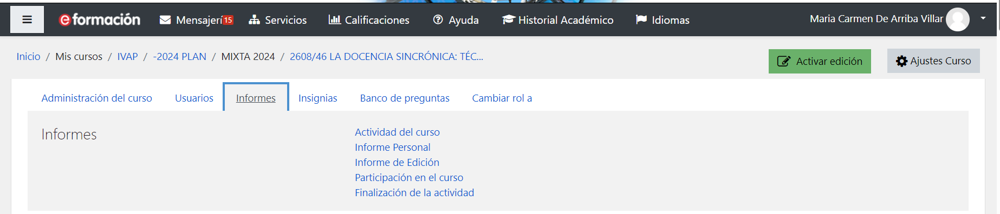 eformación Mensajerí 15 Servicios Calificaciones Ayuda Historial Académico Idiomas Maria Carmen De Arriba Villar
Inicio / Mis cursos / IVAP / -2024 PLAN / MIXTA 2024 / 2608/46 LA DOCENCIA SINCRÓNICA: TÉC... Activar edición Ajustes Curso
Administración del curso Usuarios Informes Insignias Banco de preguntas Cambiar rol a
Informes
Actividad del curso
Informe Personal
Informe de Edición
Participación en el curso
Finalización de la actividad